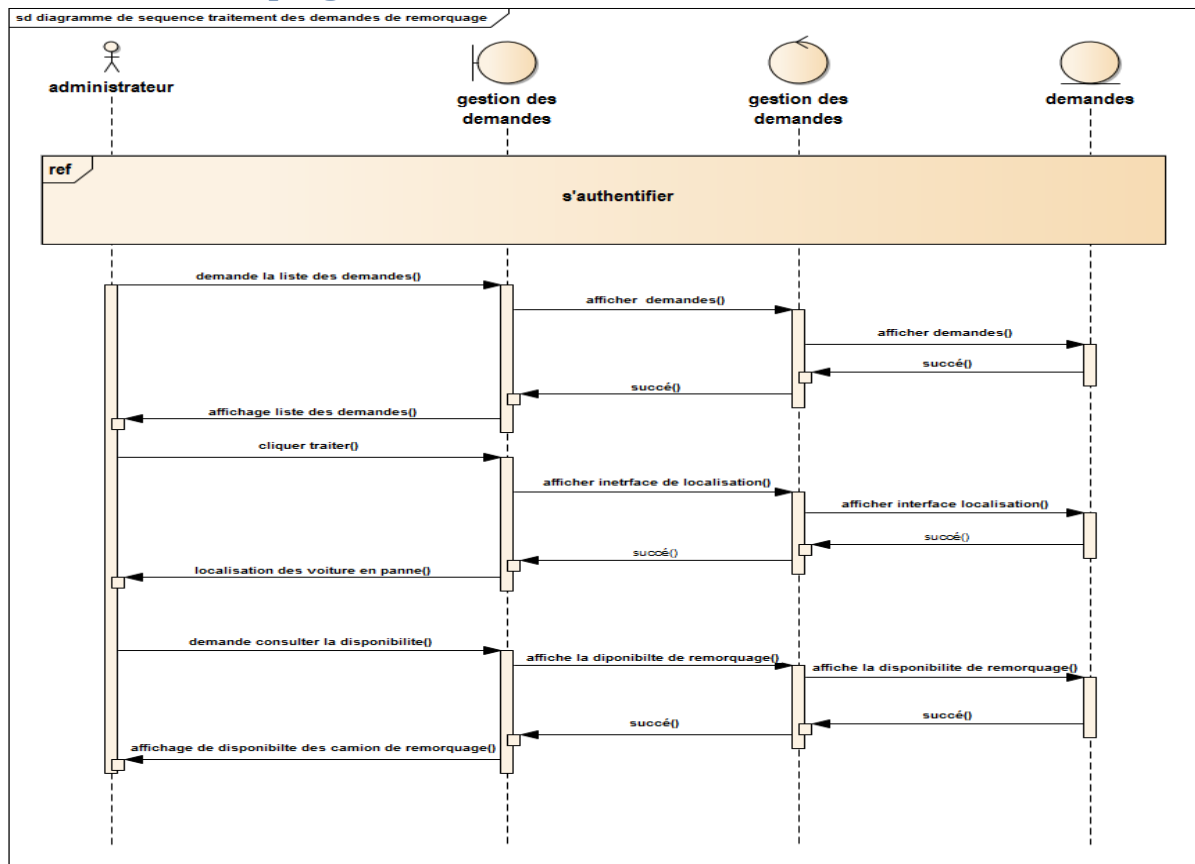 sd diagramme de sequence traitement des demandes de remorquage
administrateur
gestion des
demandes
gestion des
demandes
demandes
ref
s'authentifier
demande la liste des demandes()
afficher demandes()
afficher demandes()
succé()
succé()
affichage liste des demandes()
cliquer traiter()
afficher inetrface de localisation()
afficher interface localisation()
succé()
succé()
localisation des voiture en panne()
demande consulter la disponibilite()
affiche la diponibilte de remorquage()
affiche la disponibilite de remorquage()
succé()
succé()
affichage de disponibilte des camion de remorquage()